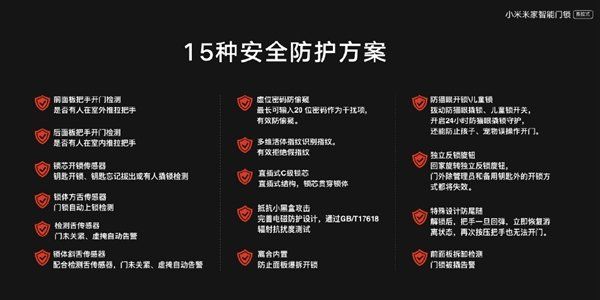 小米米家智能门锁 推拉式
15种安全防护方案
前面板把手开门检测
是否有人在室外推拉把手
后面板把手开门检测
是否有人在室内推拉把手
锁芯开锁传感器
钥匙开锁、钥匙忘记拔出或有人撬锁检测
锁体方舌传感器
门锁自动上锁检测
检测舌传感器
门未关紧、虚掩自动告警
锁体斜舌传感器
配合检测舌传感器，门未关紧、虚掩自动告警
虚位密码防偷窥
最长可输入20 位密码作为干扰项，
有效防偷窥。
多维活体指纹识别指纹。
有效拒绝假指纹
直插式C级锁芯
直插式结构，锁芯贯穿锁体
抵抗小黑盒攻击
完善电磁防护设计，通过GB/T17618
辐射抗扰度测试
离合内置
防止面板爆拆开锁
防猫眼开锁\儿童锁
拨动防猫眼撬锁、儿童锁开关，
开启24小时防猫眼撬锁守护，
还能防止孩子、宠物误操作开门。
独立反锁旋钮
回家旋转独立反锁旋钮，
门外除管理员和备用钥匙外的开锁方
式都将失效。
特殊设计防尾随
解锁后，把手一旦回弹，立即恢复游
离状态，再次按压把手也无法开门。
前面板拆卸检测
门锁被撬告警